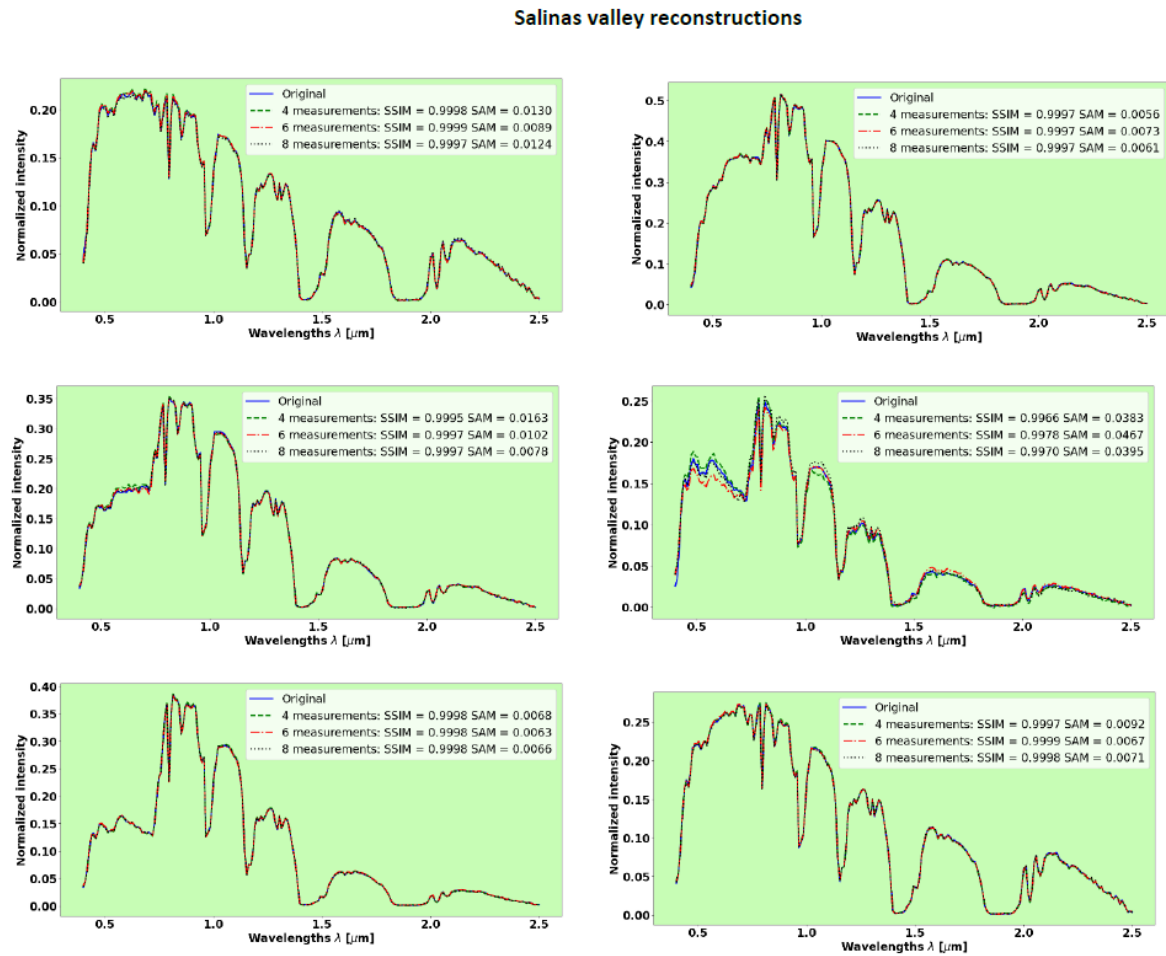 Salinas valley reconstructions
Original
4 measurements: SSIM = 0.9998 SAM = 0.0130
6 measurements: SSIM = 0.9999 SAM = 0.0089
8 measurements: SSIM = 0.9997 SAM = 0.0124
Normalized intensity
0.20
0.15
0.10
0.05
0.00
0.5 1.0 1.5 2.0 2.5
Wavelengths λ [μm]
Original
4 measurements: SSIM = 0.9997 SAM = 0.0056
6 measurements: SSIM = 0.9997 SAM = 0.0073
8 measurements: SSIM = 0.9997 SAM = 0.0061
Normalized intensity
0.5
0.4
0.3
0.2
0.1
0.0
0.5 1.0 1.5 2.0 2.5
Wavelengths λ [μm]
Original
4 measurements: SSIM = 0.9995 SAM = 0.0163
6 measurements: SSIM = 0.9997 SAM = 0.0102
8 measurements: SSIM = 0.9997 SAM = 0.0078
Normalized intensity
0.35
0.30
0.25
0.20
0.15
0.10
0.05
0.00
0.5 1.0 1.5 2.0 2.5
Wavelengths λ [μm]
Original
4 measurements: SSIM = 0.9966 SAM = 0.0383
6 measurements: SSIM = 0.9978 SAM = 0.0467
8 measurements: SSIM = 0.9970 SAM = 0.0395
Normalized intensity
0.25
0.20
0.15
0.10
0.05
0.00
0.5 1.0 1.5 2.0 2.5
Wavelengths λ [μm]
Original
4 measurements: SSIM = 0.9998 SAM = 0.0068
6 measurements: SSIM = 0.9998 SAM = 0.0063
8 measurements: SSIM = 0.9998 SAM = 0.0066
Normalized intensity
0.40
0.35
0.30
0.25
0.20
0.15
0.10
0.05
0.00
0.5 1.0 1.5 2.0 2.5
Wavelengths λ [μm]
Original
4 measurements: SSIM = 0.9997 SAM = 0.0092
6 measurements: SSIM = 0.9999 SAM = 0.0067
8 measurements: SSIM = 0.9998 SAM = 0.0071
Normalized intensity
0.25
0.20
0.15
0.10
0.05
0.00
0.5 1.0 1.5 2.0 2.5
Wavelengths λ [μm]